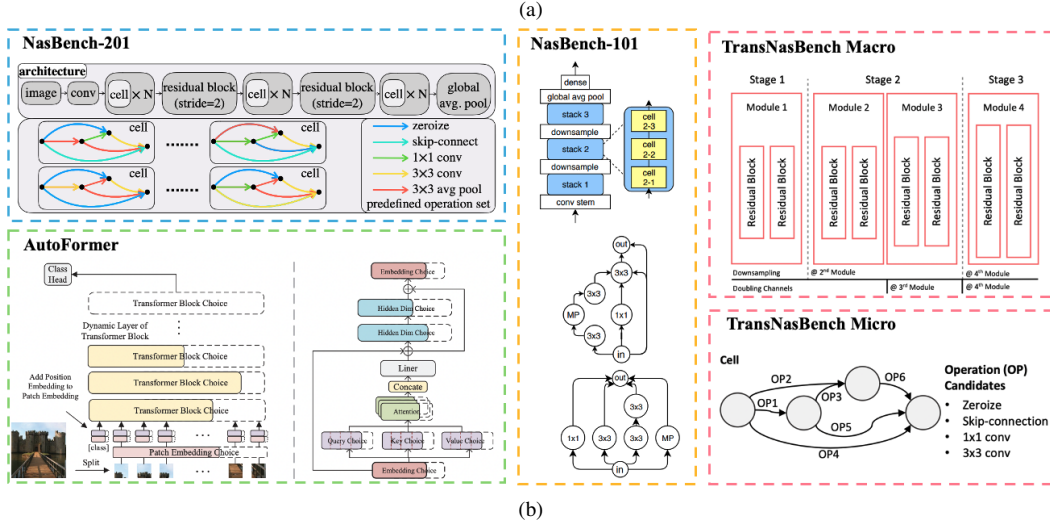 (a)
NasBench-201
architecture
image
conv
cell × N
residual block
(stride=2)
cell × N
residual block
(stride=2)
cell × N
global
avg. pool
cell
cell
cell
cell
zeroize
skip-connect
1×1 conv
3×3 conv
3×3 avg pool
predefined operation set
AutoFormer
Class
Head
Transformer Block Choice
Dynamic Layer of
Transformer Block
Transformer Block Choice
Transformer Block Choice
Transformer Block Choice
Add Position
Embedding to
Patch Embedding
[class]
Patch Embedding Choice
Split
Embedding Choice
Hidden Dim Choice
Hidden Dim Choice
Liner
Concate
Attention
Query Choice
Key Choice
Value Choice
Embedding Choice
NasBench-101
dense
global avg pool
stack 3
downsample
stack 2
downsample
stack 1
conv stem
cell
2-3
cell
2-2
cell
2-1
out
3x3
3x3
MP
1x1
3x3
in
out
3x3
1x1
3x3
3x3
MP
in
TransNasBench Macro
Stage 1
Stage 2
Stage 3
Module 1
Module 2
Module 3
Module 4
Residual Block
Residual Block
Residual Block
Residual Block
Residual Block
Residual Block
Residual Block
Residual Block
Downsampling
@ 2nd Module
@ 4th Module
Doubling Channels
@ 3rd Module
@ 4th Module
TransNasBench Micro
Cell
OP2
OP6
OP1
OP3
OP5
OP4
Operation (OP)
Candidates
• Zeroize
• Skip-connection
• 1x1 conv
• 3x3 conv
(b)